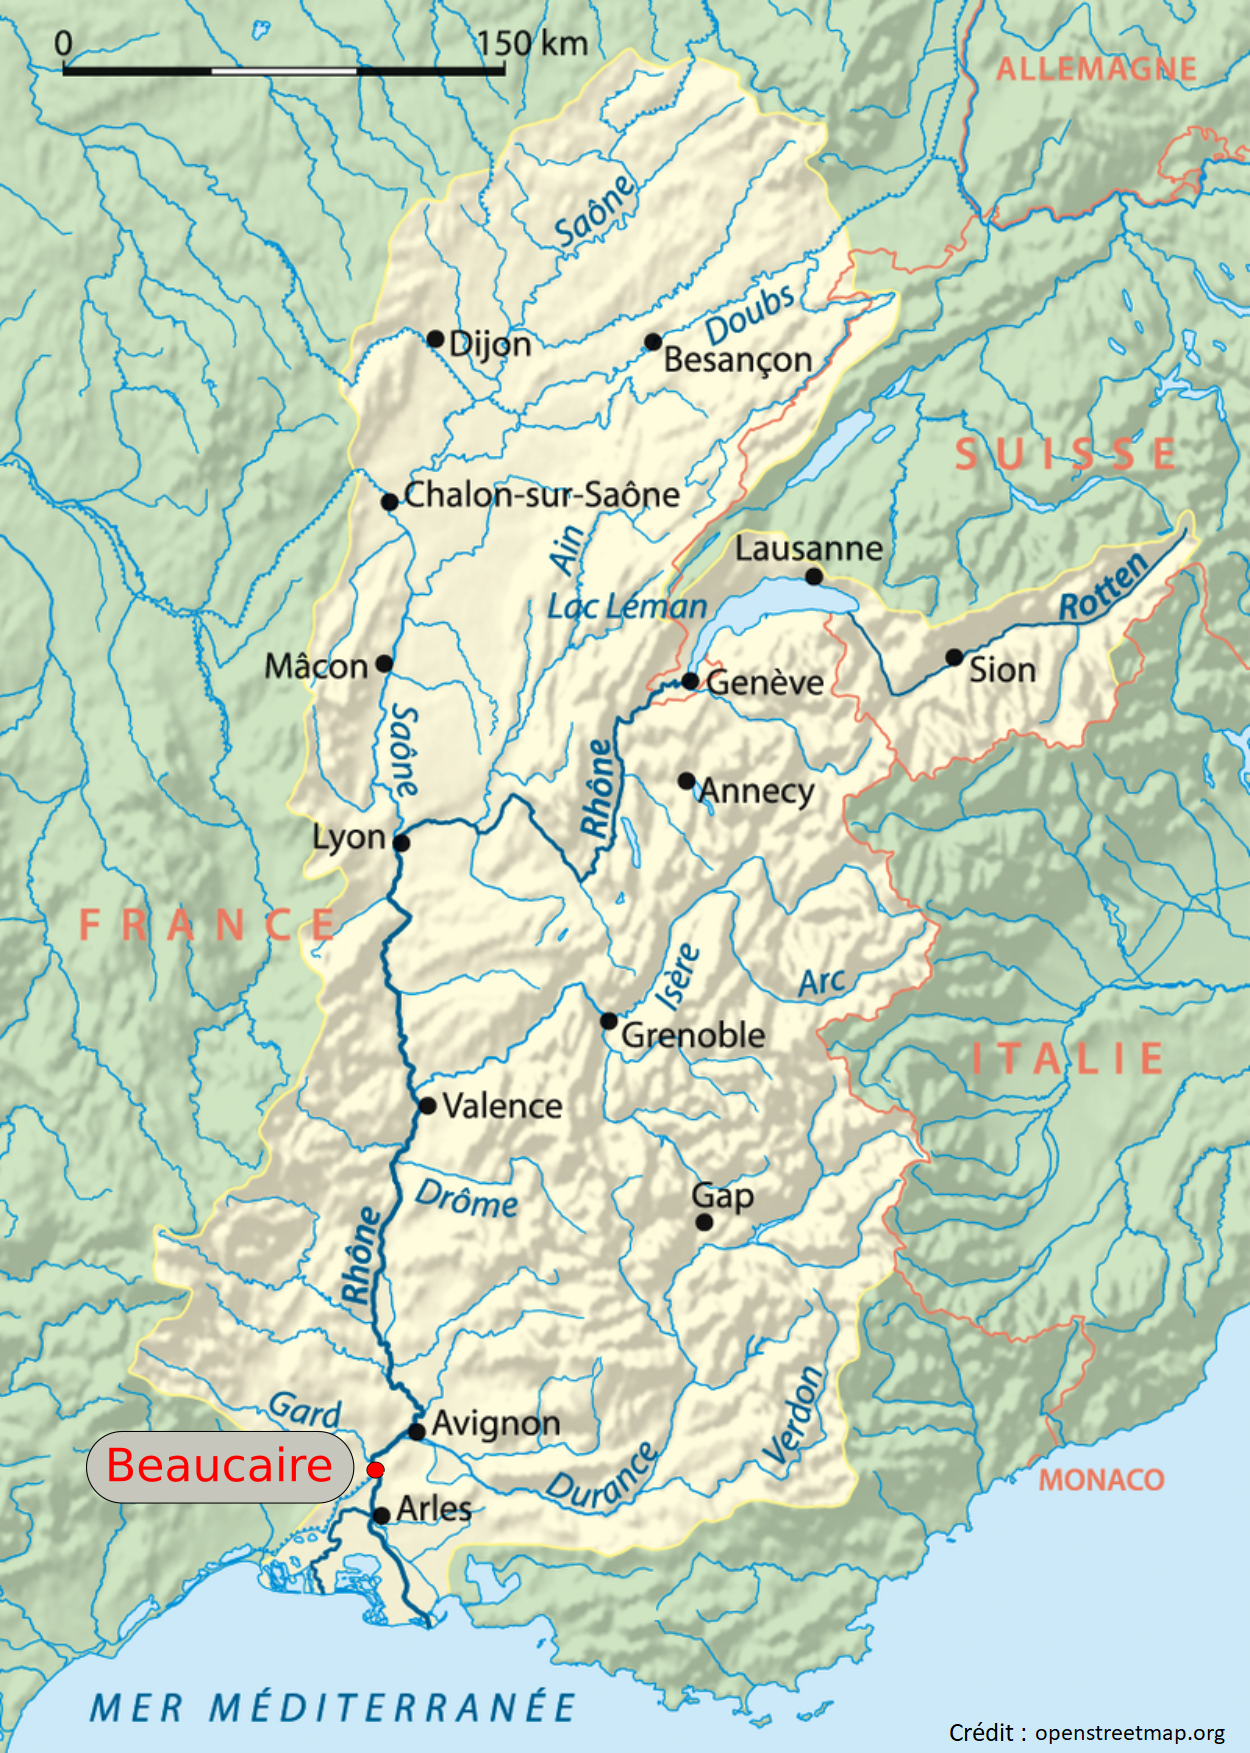 0 150 km
ALLEMAGNE
Saône
Doubs
Dijon
Besançon
SUISSE
Chalon-sur-Saône
Ain
Lausanne
Lac Léman
Rotten
Mâcon
Genève
Sion
Saône
Rhône
Annecy
Lyon
FRANCE
Isère
Arc
Grenoble
ITALIE
Valence
Drôme
Gap
Rhône
Gard
Avignon
Verdon
Beaucaire
Durance
MONACO
Arles
MER MÉDITERRANÉE
Crédit : openstreetmap.org